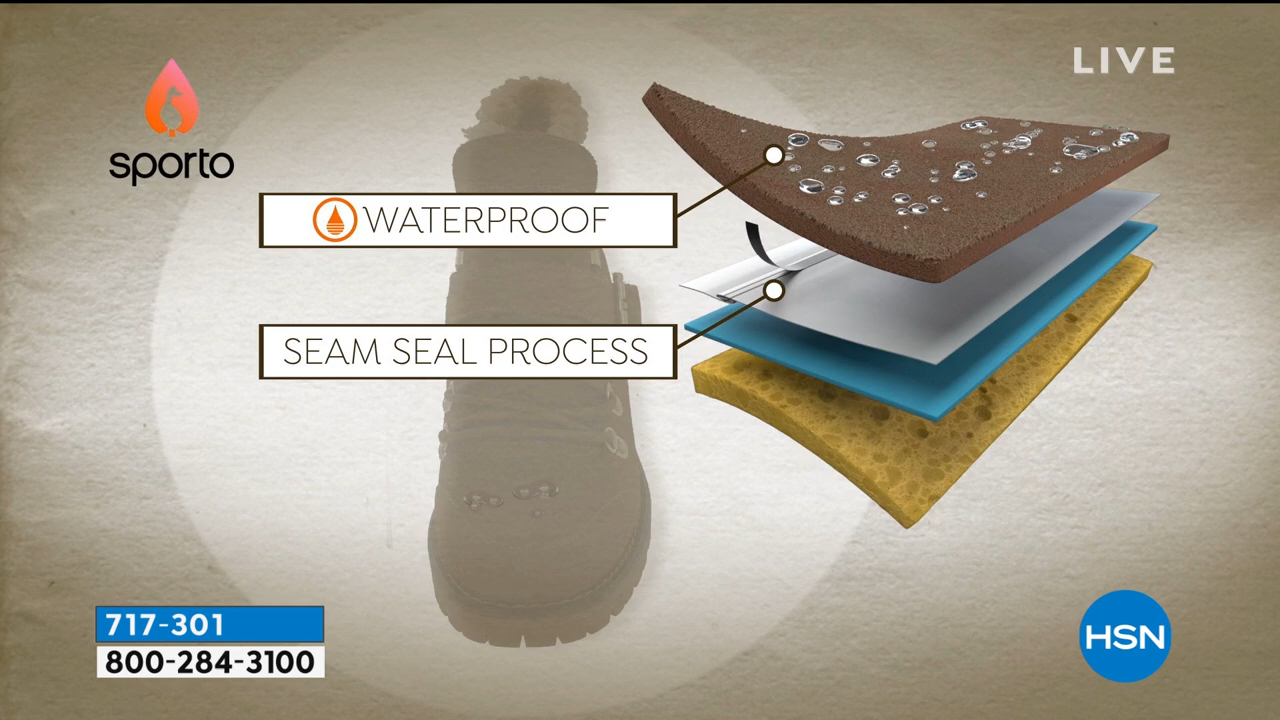 LIVE
sporto
WATERPROOF
SEAM SEAL PROCESS
717-301
800-284-3100
HSN